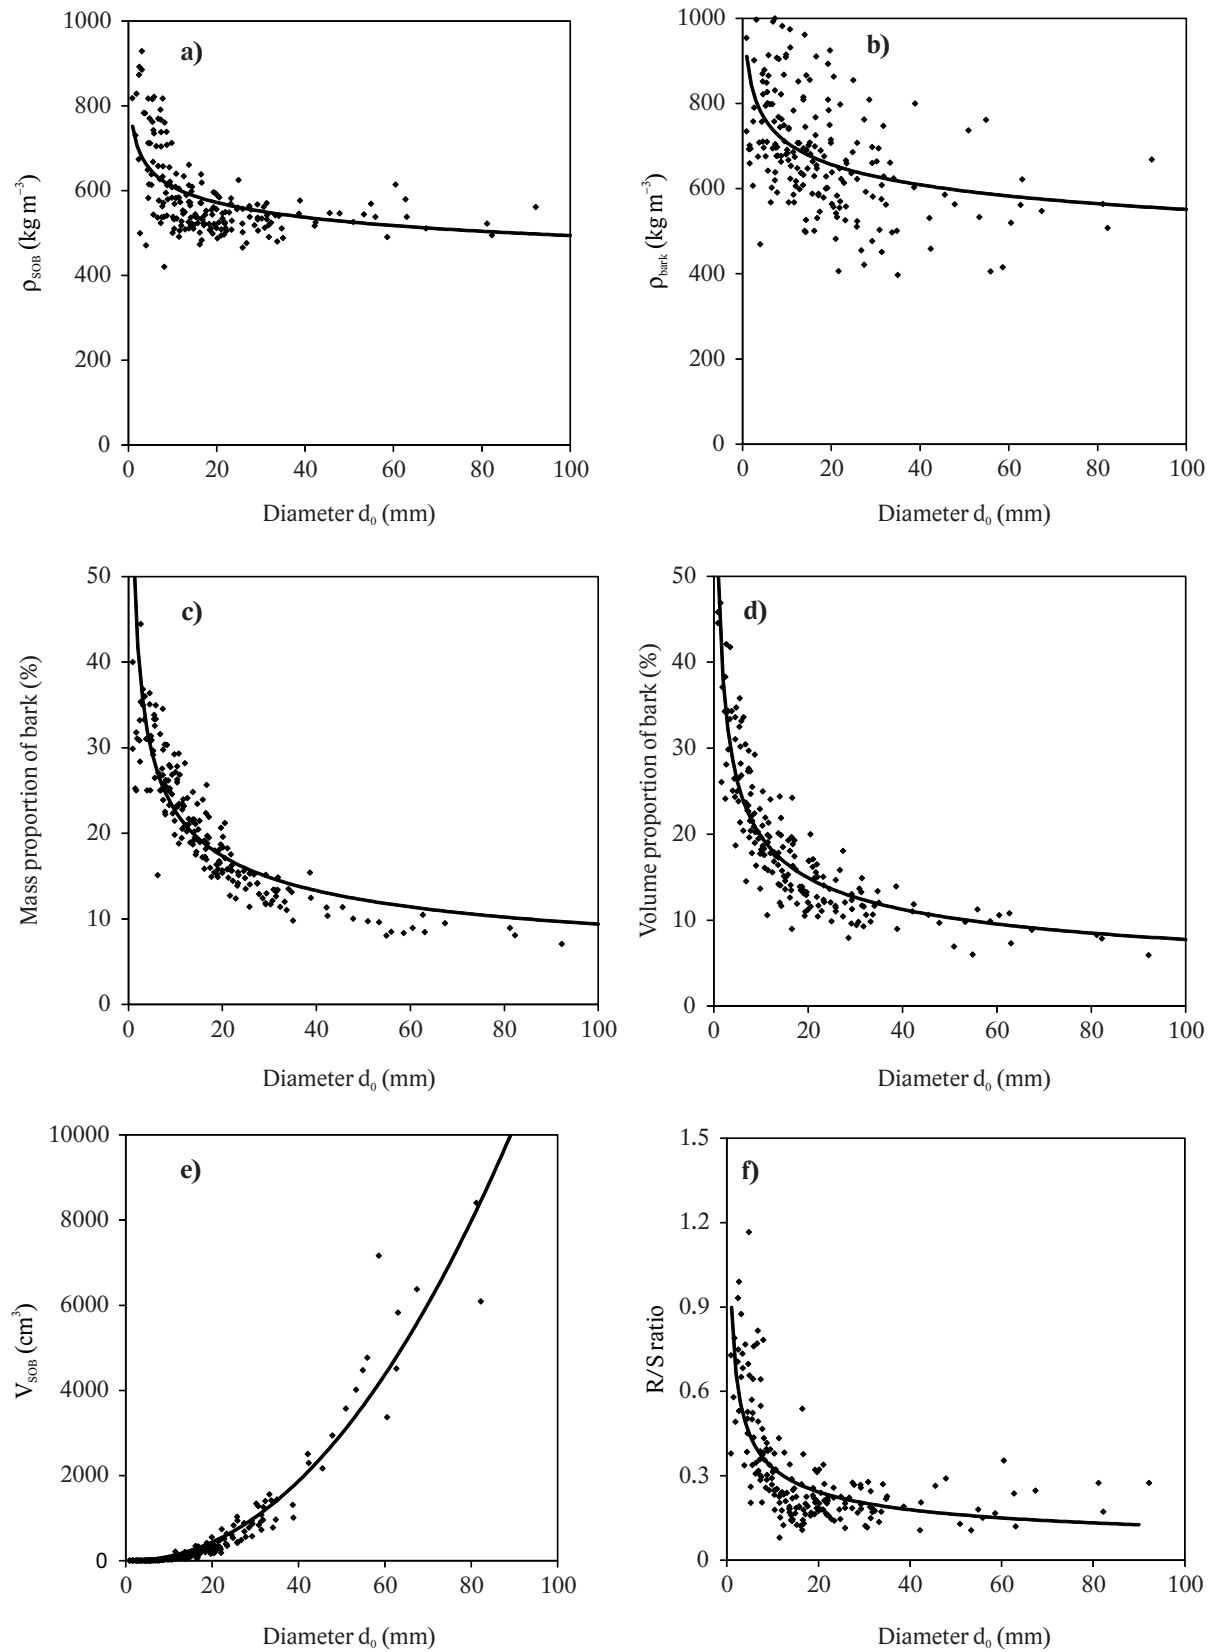 a)
1000
800
600
400
200
0
0 20 40 60 80 100
ρSOB (kg m⁻³)
Diameter d₀ (mm)
b)
1000
800
600
400
200
0
0 20 40 60 80 100
ρbark (kg m⁻³)
Diameter d₀ (mm)
c)
50
40
30
20
10
0
0 20 40 60 80 100
Mass proportion of bark (%)
Diameter d₀ (mm)
d)
50
40
30
20
10
0
0 20 40 60 80 100
Volume proportion of bark (%)
Diameter d₀ (mm)
e)
10000
8000
6000
4000
2000
0
0 20 40 60 80 100
VSOB (cm³)
Diameter d₀ (mm)
f)
1.5
1.2
0.9
0.6
0.3
0
0 20 40 60 80 100
R/S ratio
Diameter d₀ (mm)